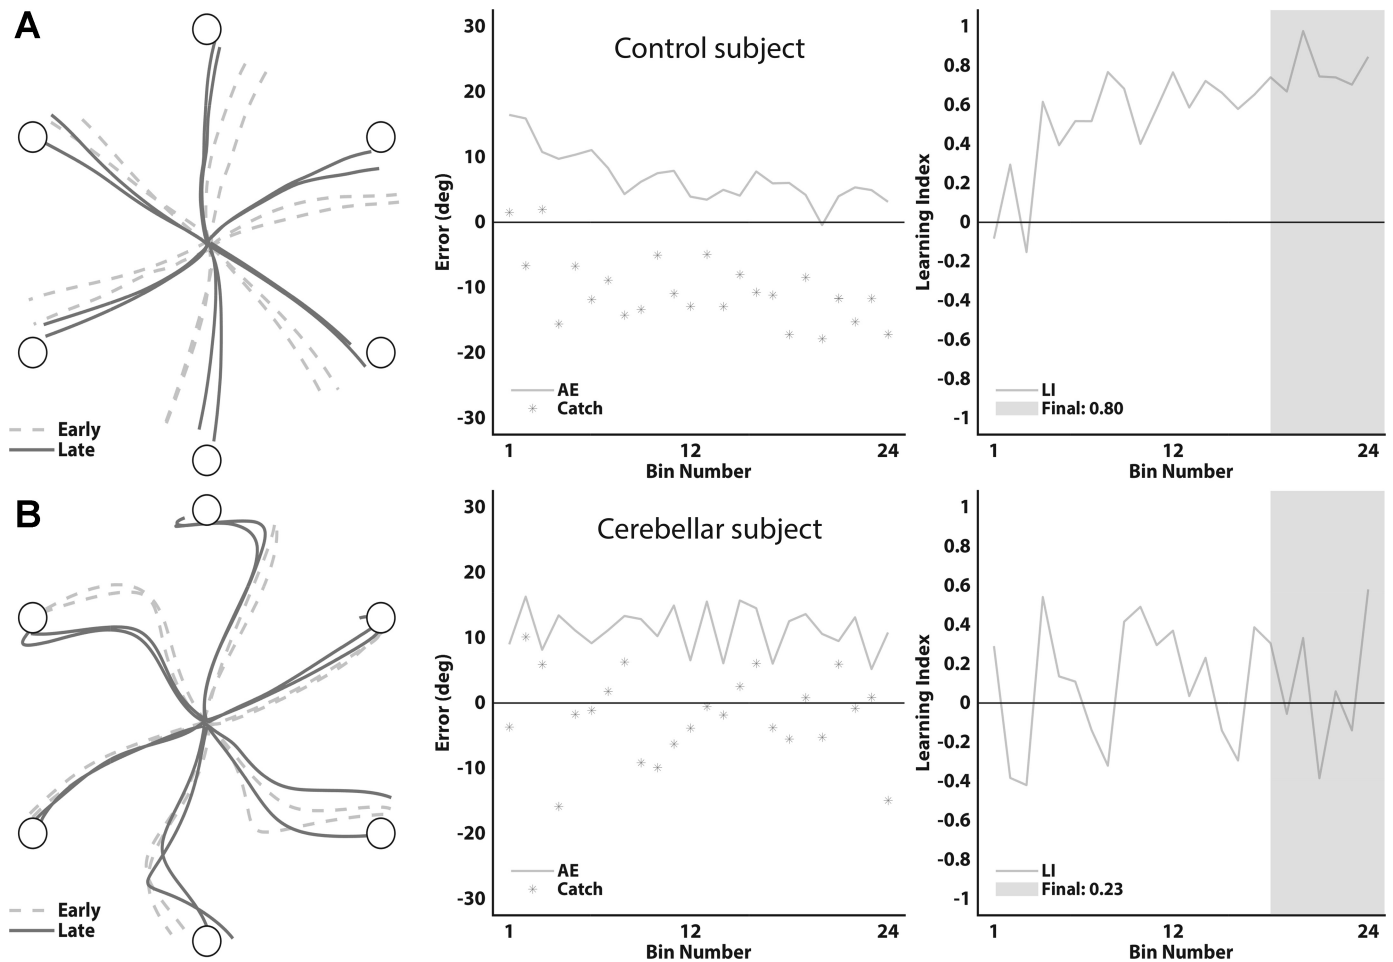 A
Early
Late
Control subject
30
20
10
0
-10
-20
-30
Error (deg)
AE
Catch
1
12
24
Bin Number
1
0.8
0.6
0.4
0.2
0
-0.2
-0.4
-0.6
-0.8
-1
Learning Index
LI
Final: 0.80
1
12
24
Bin Number
B
Early
Late
Cerebellar subject
30
20
10
0
-10
-20
-30
Error (deg)
AE
Catch
1
12
24
Bin Number
1
0.8
0.6
0.4
0.2
0
-0.2
-0.4
-0.6
-0.8
-1
Learning Index
LI
Final: 0.23
1
12
24
Bin Number